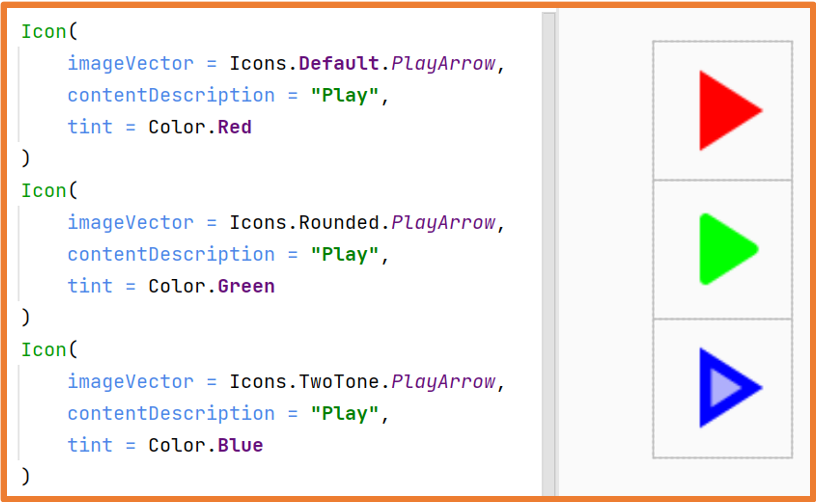 Icon(
    imageVector = Icons.Default.PlayArrow,
    contentDescription = "Play",
    tint = Color.Red
)
Icon(
    imageVector = Icons.Rounded.PlayArrow,
    contentDescription = "Play",
    tint = Color.Green
)
Icon(
    imageVector = Icons.TwoTone.PlayArrow,
    contentDescription = "Play",
    tint = Color.Blue
)